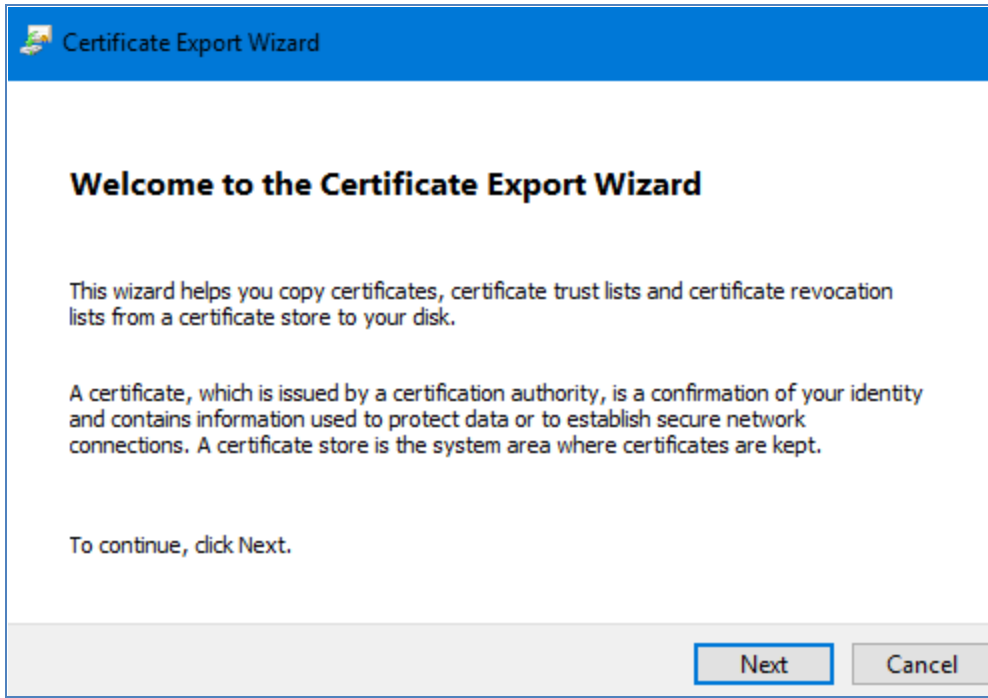 Certificate Export Wizard
Welcome to the Certificate Export Wizard
This wizard helps you copy certificates, certificate trust lists and certificate revocation
lists from a certificate store to your disk.
A certificate, which is issued by a certification authority, is a confirmation of your identity
and contains information used to protect data or to establish secure network
connections. A certificate store is the system area where certificates are kept.
To continue, click Next.
Next Cancel